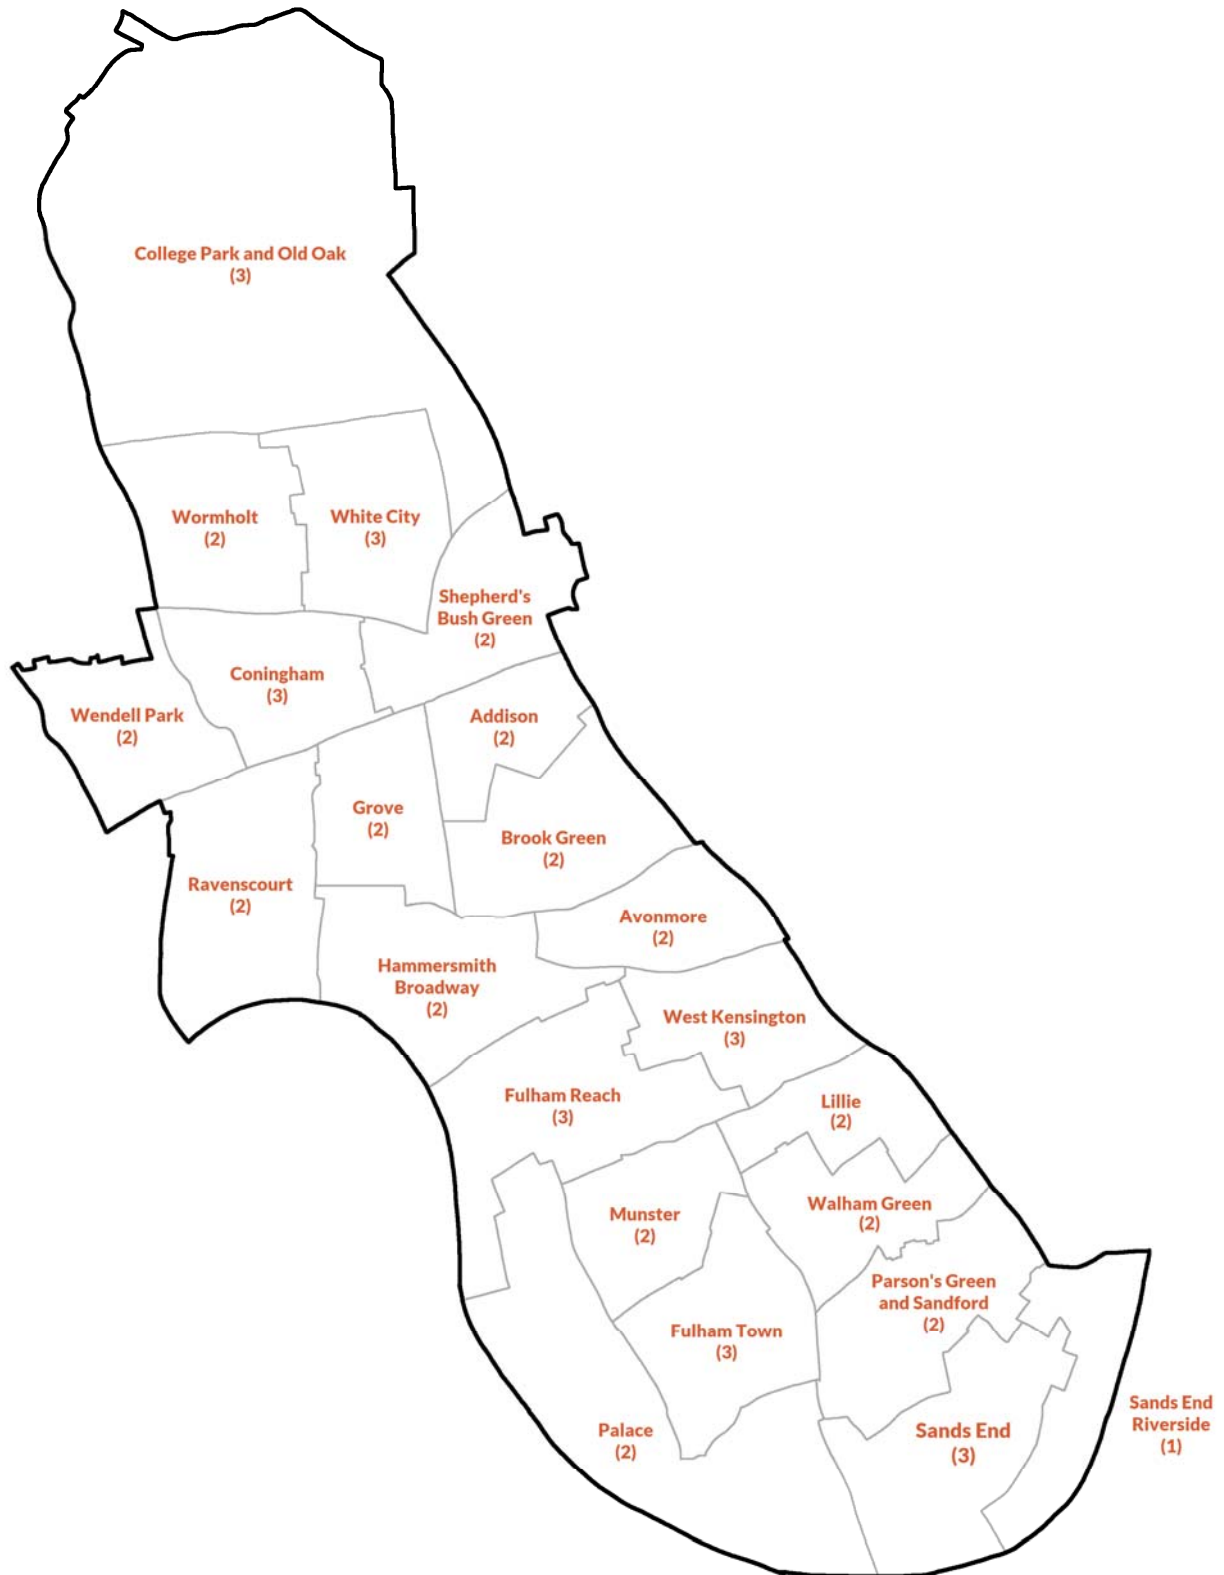 College Park and Old Oak
(3)
Wormholt
(2)
White City
(3)
Shepherd's
Bush Green
(2)
Coningham
(3)
Wendell Park
(2)
Addison
(2)
Grove
(2)
Brook Green
(2)
Ravenscourt
(2)
Avonmore
(2)
Hammersmith
Broadway
(2)
West Kensington
(3)
Fulham Reach
(3)
Lillie
(2)
Munster
(2)
Walham Green
(2)
Parson's Green
and Sandford
(2)
Fulham Town
(3)
Palace
(2)
Sands End
(3)
Sands End
Riverside
(1)